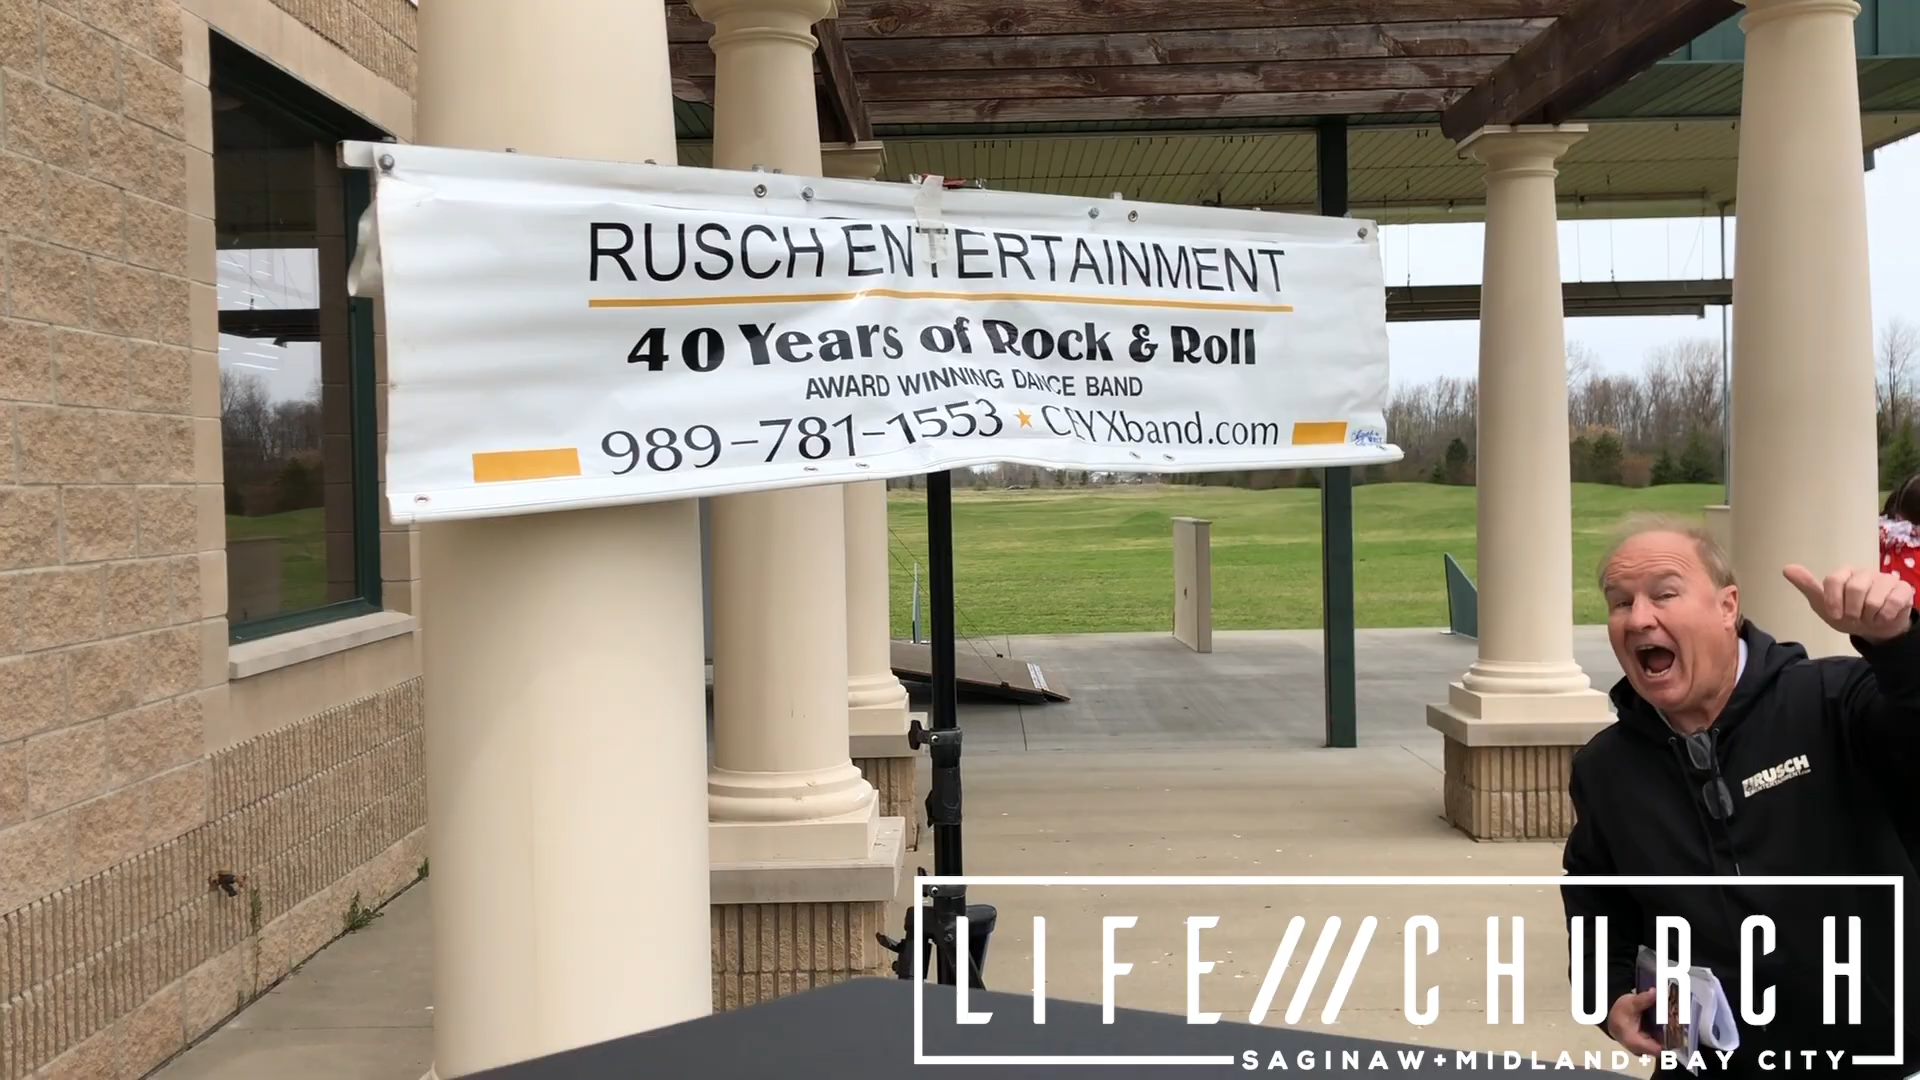 RUSCH ENTERTAINMENT
40 Years of Rock & Roll
AWARD WINNING DANCE BAND
989-781-1553 ★ CEYXband.com
RUSCH
LIFE///CHURCH
SAGINAW+MIDLAND+BAY CITY